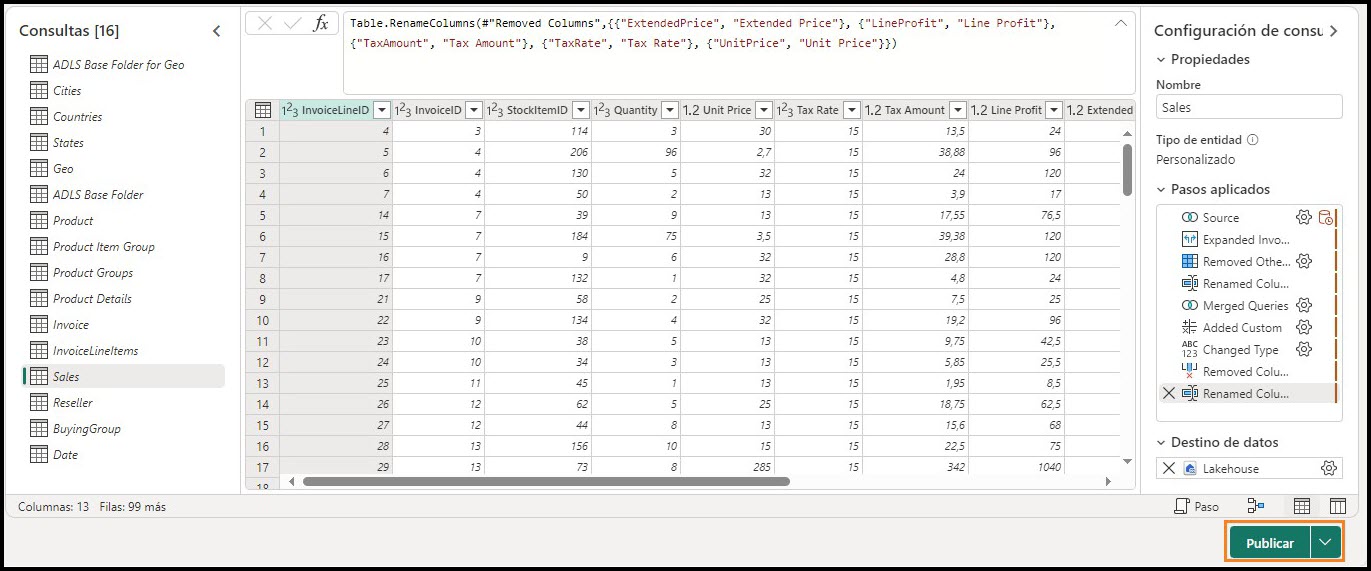 Consultas [16]
ADLS Base Folder for Geo
Cities
Countries
States
Geo
ADLS Base Folder
Product
Product Item Group
Product Groups
Product Details
Invoice
InvoiceLineItems
Sales
Reseller
BuyingGroup
Date
fx
Table.RenameColumns(#"Removed Columns",{{"ExtendedPrice", "Extended Price"}, {"LineProfit", "Line Profit"},
{"TaxAmount", "Tax Amount"}, {"TaxRate", "Tax Rate"}, {"UnitPrice", "Unit Price"}})
1²3 InvoiceLineID 1²3 InvoiceID 1²3 StockItemID 1²3 Quantity 1.2 Unit Price 1²3 Tax Rate 1.2 Tax Amount 1.2 Line Profit 1.2 Extended
1 4 3 114 3 30 15 13,5 24
2 5 4 206 96 2,7 15 38,88 96
3 6 4 130 5 32 15 24 120
4 7 4 50 2 13 15 3,9 17
5 14 7 39 9 13 15 17,55 76,5
6 15 7 184 75 3,5 15 39,38 120
7 16 7 9 6 32 15 28,8 120
8 17 7 132 1 32 15 4,8 24
9 21 9 58 2 25 15 7,5 25
10 22 9 134 4 32 15 19,2 96
11 23 10 38 5 13 15 9,75 42,5
12 24 10 34 3 13 15 5,85 25,5
13 25 11 45 1 13 15 1,95 8,5
14 26 12 62 5 25 15 18,75 62,5
15 27 12 44 8 13 15 15,6 68
16 28 13 156 10 15 15 22,5 75
17 29 13 73 8 285 15 342 1040
18
Configuración de consu
Propiedades
Nombre
Sales
Tipo de entidad
Personalizado
Pasos aplicados
Source
Expanded Invo...
Removed Othe...
Renamed Colu...
Merged Queries
Added Custom
ABC
123 Changed Type
Removed Colu...
Renamed Colu...
Destino de datos
Lakehouse
Columnas: 13 Filas: 99 más
Paso
Publicar